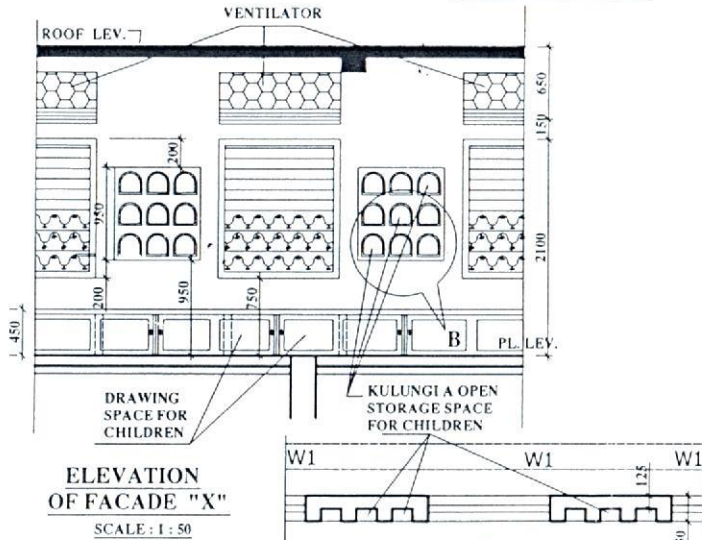 VENTILATOR
ROOF LEV.
650
150
200
950
2100
200
950
750
450
B
PL. LEV.
DRAWING
SPACE FOR
CHILDREN
KULUNGI A OPEN
STORAGE SPACE
FOR CHILDREN
W1 W1 W1
125
ELEVATION
OF FACADE "X"
SCALE : 1 : 50